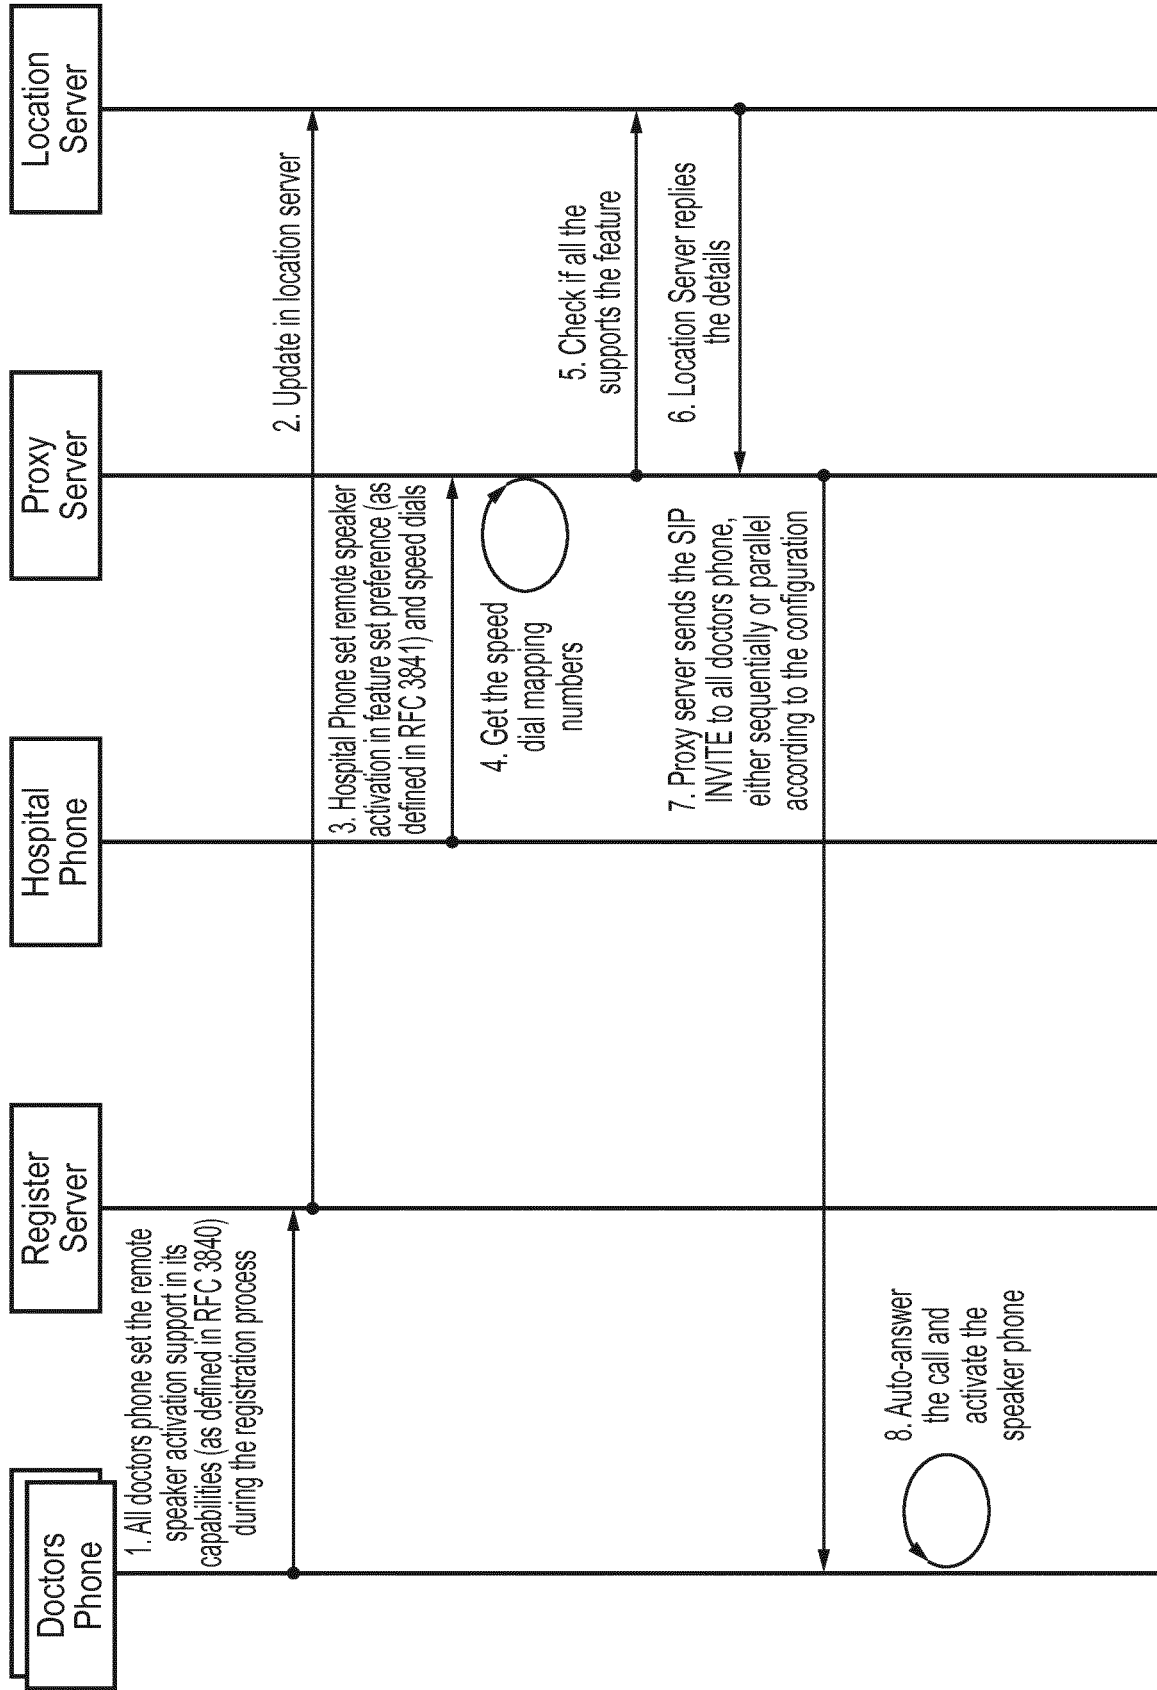 Doctors
Phone
Register
Server
Hospital
Phone
Proxy
Server
Location
Server
1. All doctors phone set the remote
speaker activation support in its
capabilities (as defined in RFC 3840)
during the registration process
2. Update in location server
3. Hospital Phone set remote speaker
activation in feature set preference (as
defined in RFC 3841) and speed dials
4. Get the speed
dial mapping
numbers
5. Check if all the
supports the feature
6. Location Server replies
the details
7. Proxy server sends the SIP
INVITE to all doctors phone,
either sequentially or parallel
according to the configuration
8. Auto-answer
the call and
activate the
speaker phone